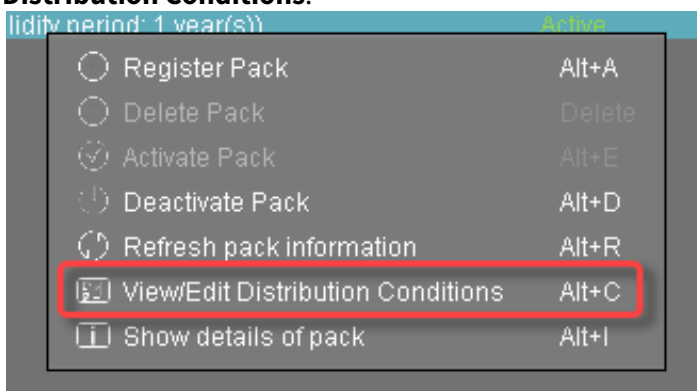 Distribution Conditions.
lidity period: 1 year(s)) Active
Register Pack Alt+A
Delete Pack Delete
Activate Pack Alt+E
Deactivate Pack Alt+D
Refresh pack information Alt+R
View/Edit Distribution Conditions Alt+C
Show details of pack Alt+I